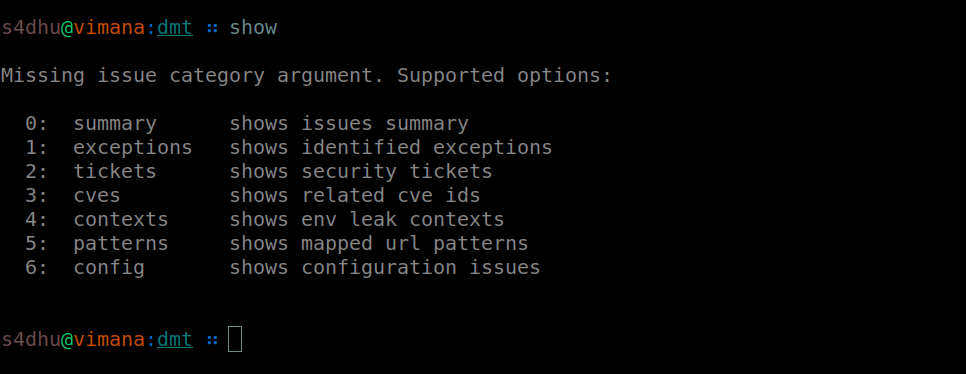 s4dhu@vimana:dmt :: show
Missing issue category argument. Supported options:
0: summary shows issues summary
1: exceptions shows identified exceptions
2: tickets shows security tickets
3: cves shows related cve ids
4: contexts shows env leak contexts
5: patterns shows mapped url patterns
6: config shows configuration issues
s4dhu@vimana:dmt ::